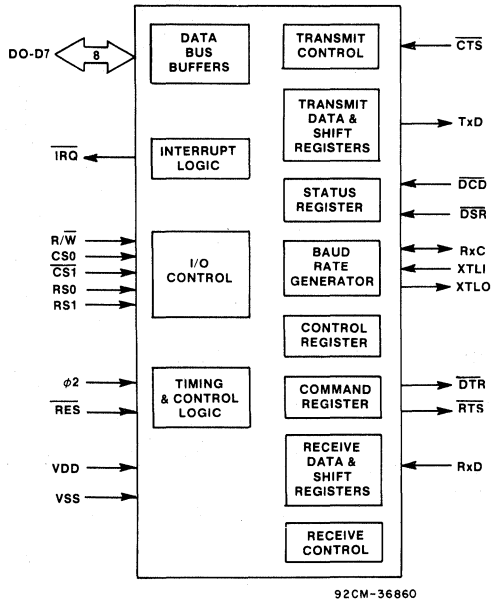 DO-D7
8
DATA
BUS
BUFFERS
TRANSMIT
CONTROL
CTS
TRANSMIT
DATA &
SHIFT
REGISTERS
TxD
IRQ
INTERRUPT
LOGIC
STATUS
REGISTER
DCD
DSR
R/W
CS0
CS1
RS0
RS1
I/O
CONTROL
BAUD
RATE
GENERATOR
RxC
XTLI
XTLO
CONTROL
REGISTER
φ2
RES
TIMING
& CONTROL
LOGIC
COMMAND
REGISTER
DTR
RTS
VDD
VSS
RECEIVE
DATA &
SHIFT
REGISTERS
RxD
RECEIVE
CONTROL
92CM-36860